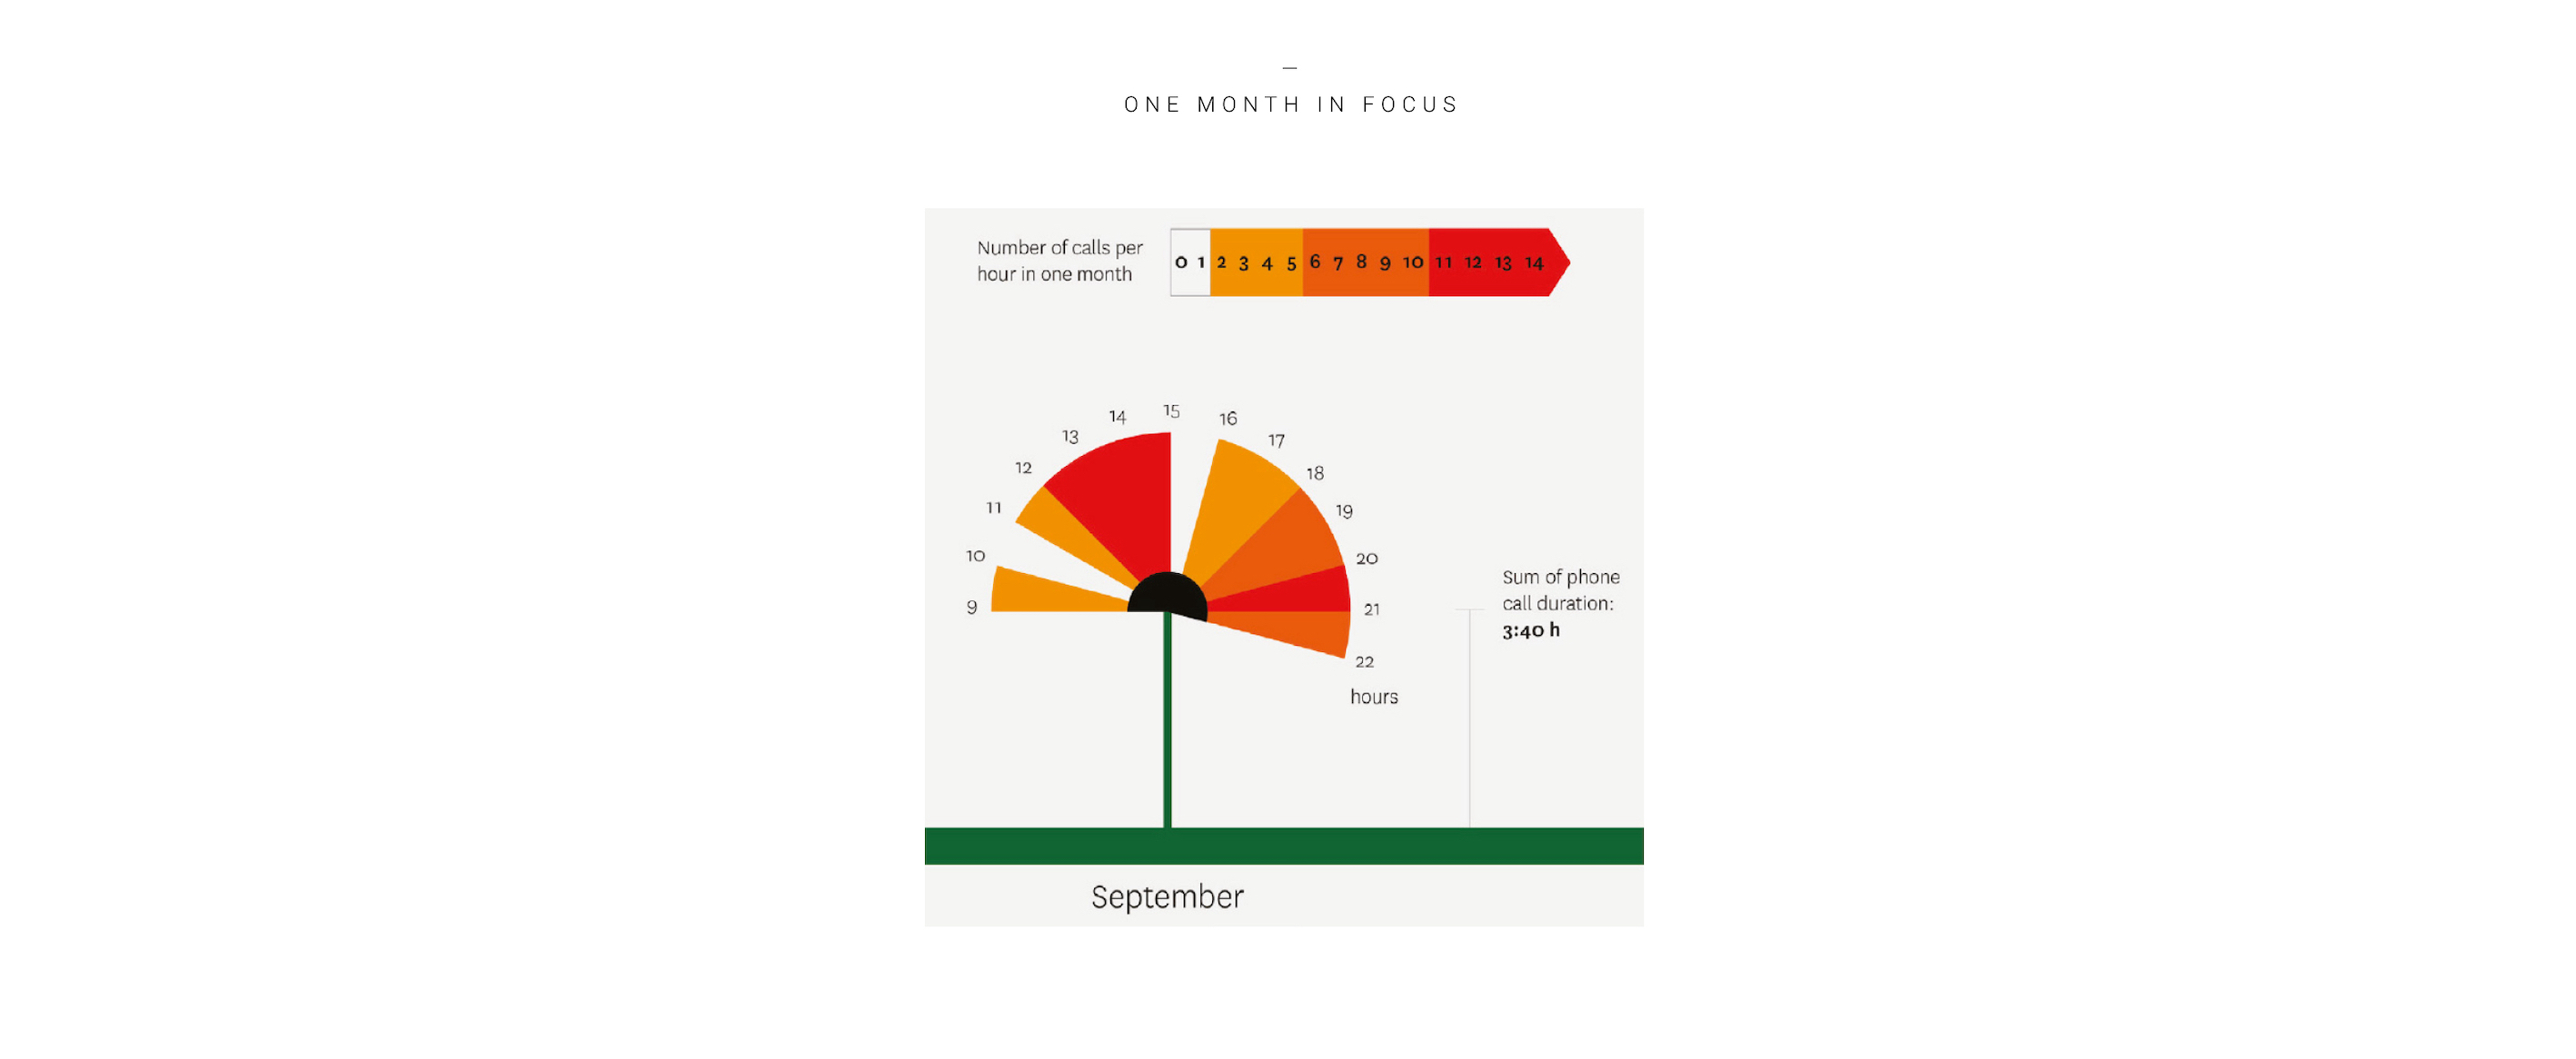 ONE MONTH IN FOCUS
Number of calls per
hour in one month
0 1 2 3 4 5 6 7 8 9 10 11 12 13 14
9
10
11
12
13
14
15
16
17
18
19
20
21
22
hours
Sum of phone
call duration:
3:40 h
September